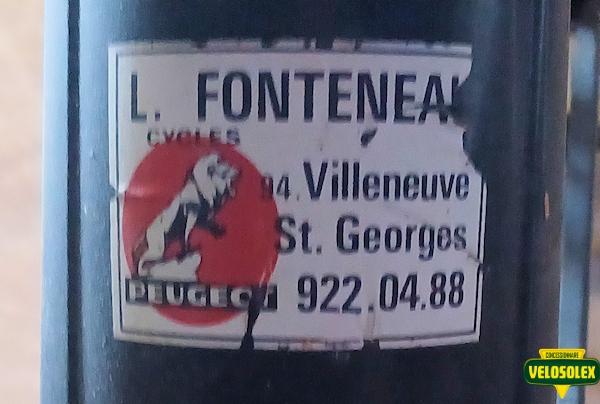 L. FONTENEAU
CYCLES
94. Villeneuve
St. Georges
PEUGEOT 922.04.88
CONCESSIONNAIRE
VELOSOLEX